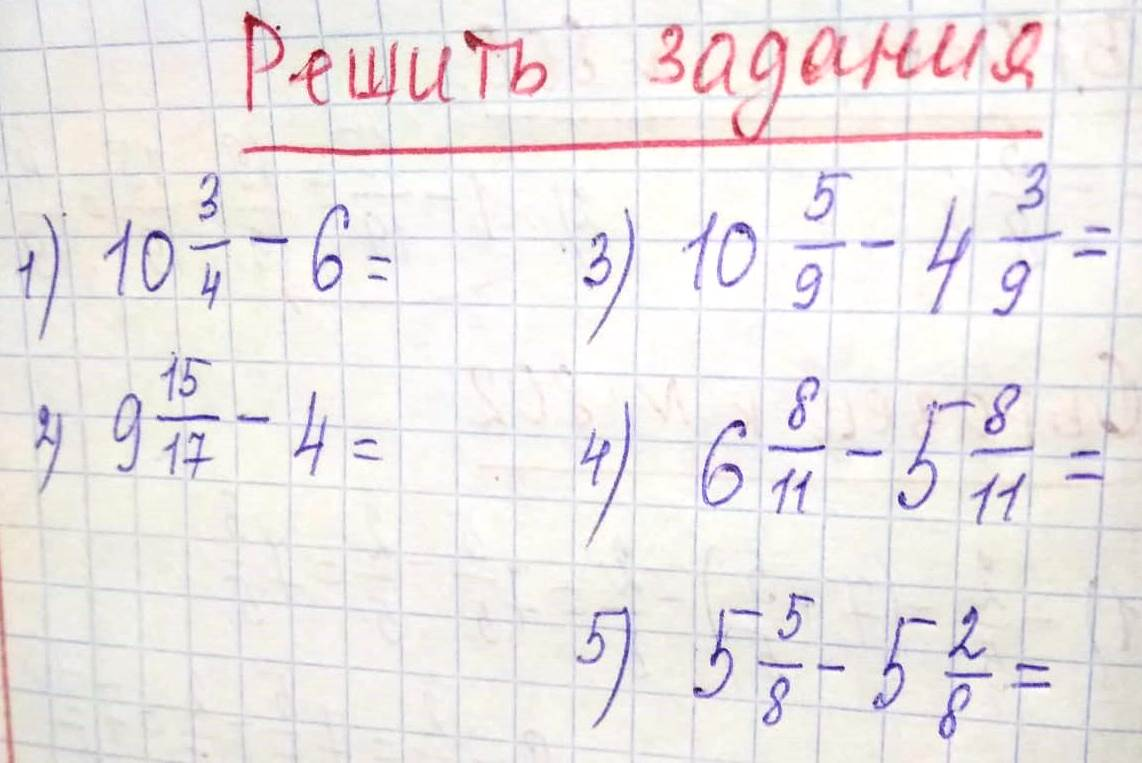 Решить задания
1) 10 3/4 - 6 =
2) 9 15/17 - 4 =
3) 10 5/9 - 4 3/9 =
4) 6 8/11 - 5 8/11 =
5) 5 5/8 - 5 2/8 =